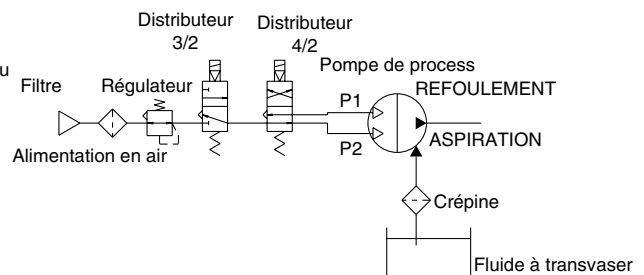 Distributeur
3/2
Distributeur
4/2
u
Filtre
Régulateur
Pompe de process
P1
REFOULEMENT
P2
ASPIRATION
Alimentation en air
Crépine
Fluide à transvaser